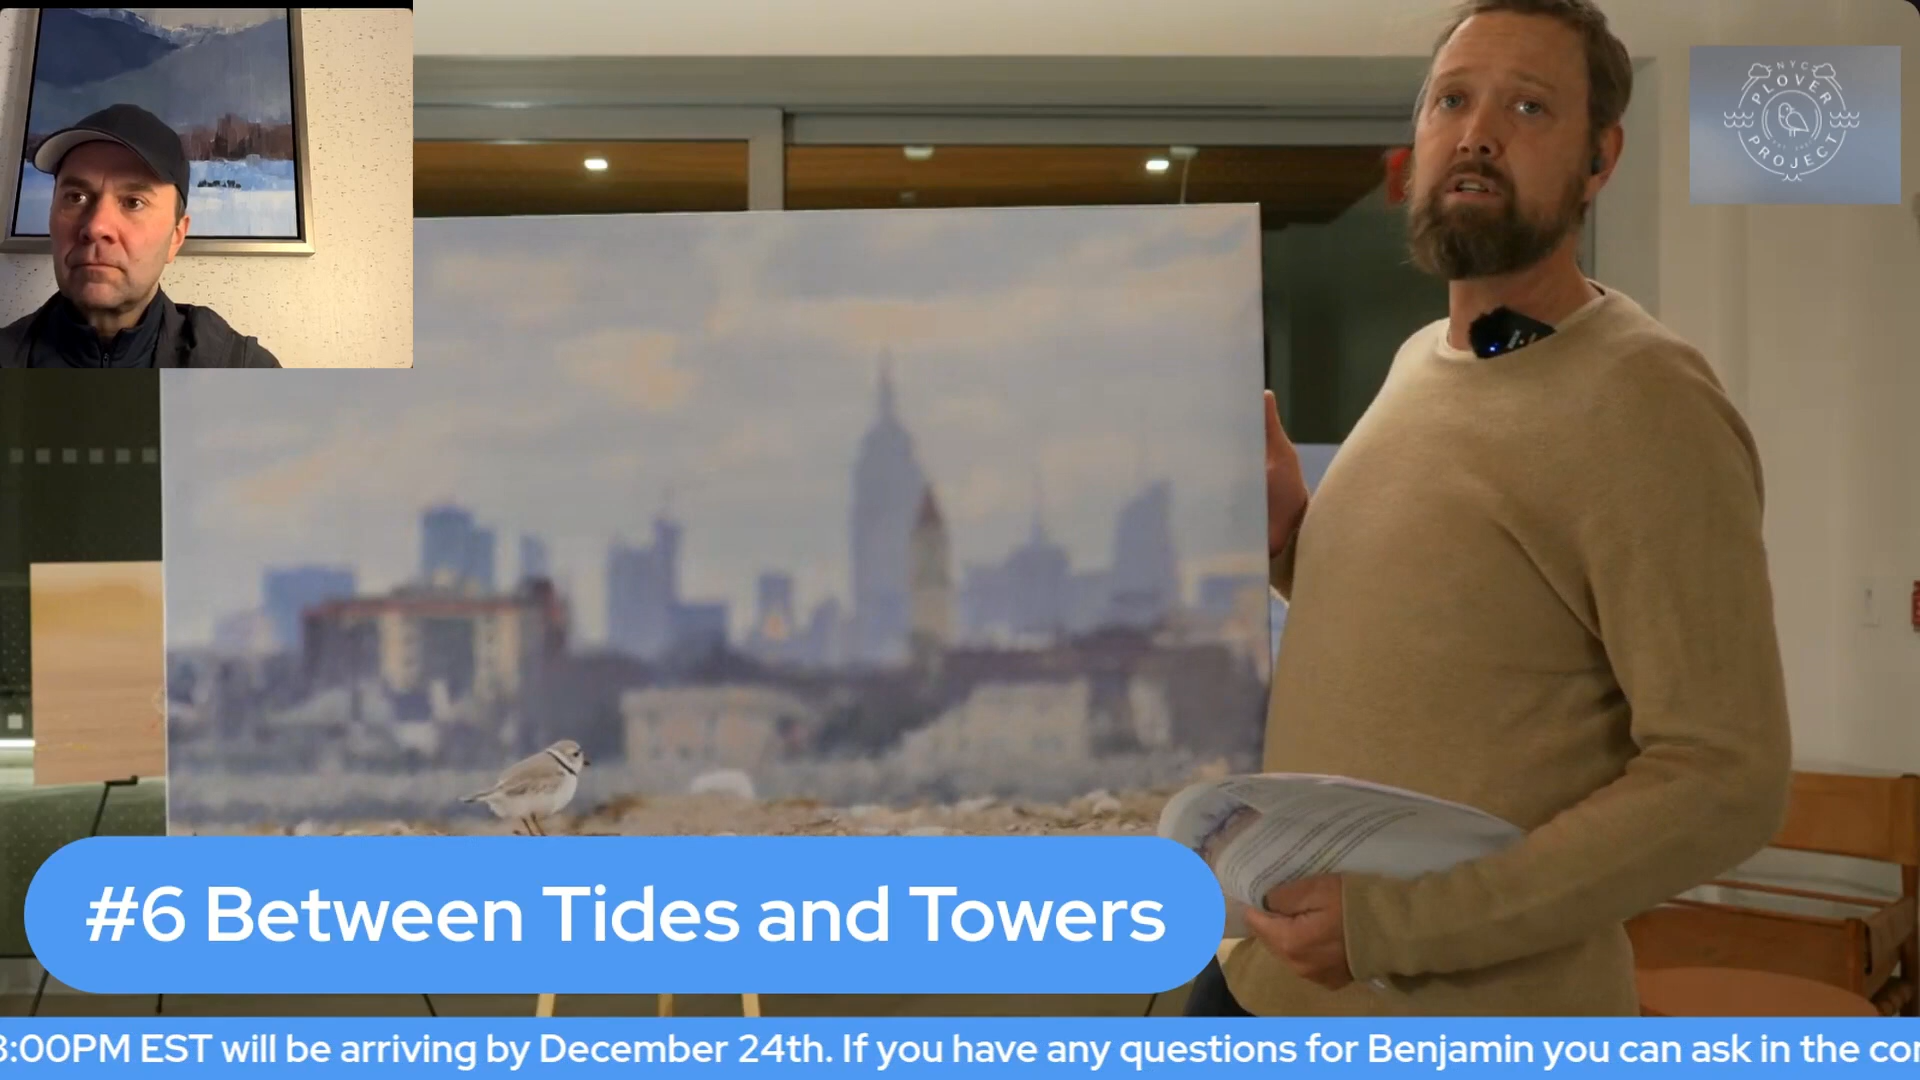 NYC
PLOVER
PROJECT
#6 Between Tides and Towers
3:00PM EST will be arriving by December 24th. If you have any questions for Benjamin you can ask in the co